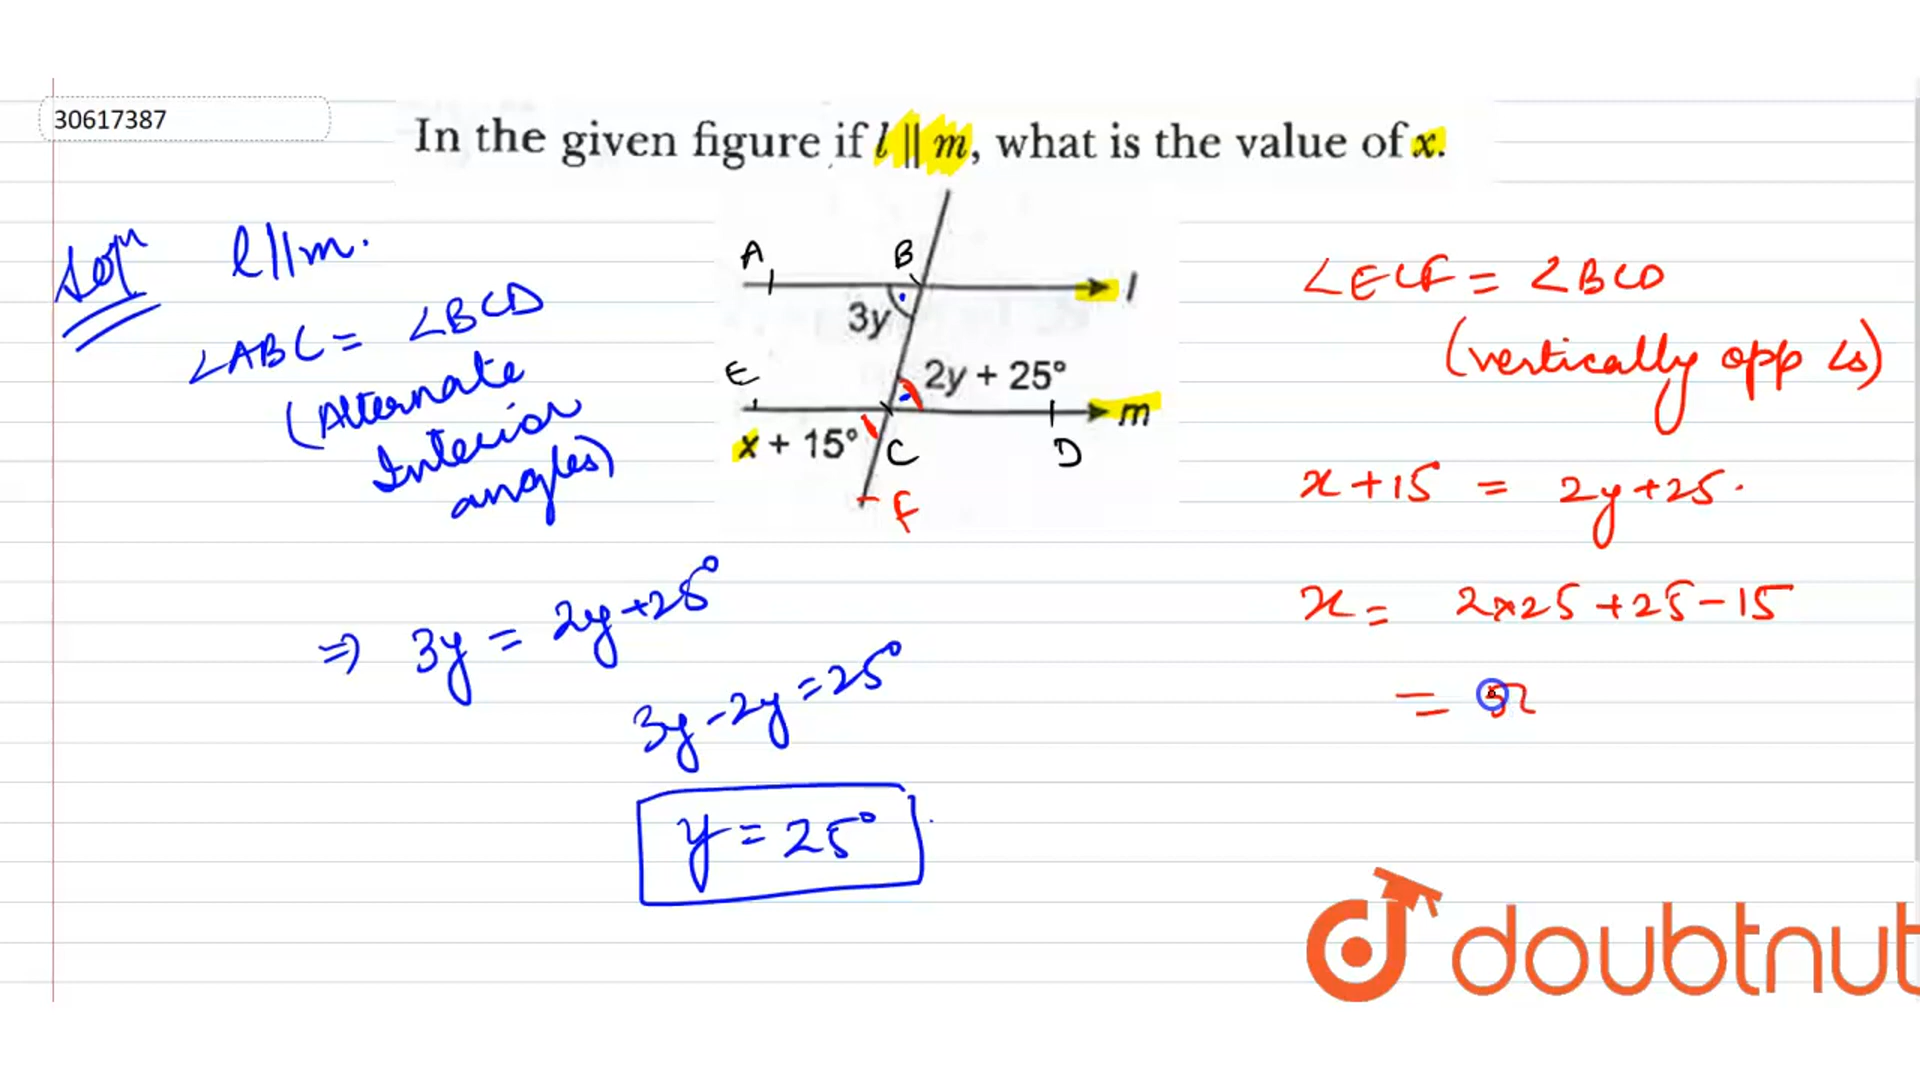 30617387
In the given figure if l || m, what is the value of x.
Solⁿ
l||m.
∠ABC = ∠BCD
(Alternate
Interior
angles)
⇒ 3y = 2y+25°
3y-2y=25°
y = 25°
A
B
l
3y
E
2y + 25°
m
x + 15°
C
D
F
∠ECF = ∠BCD
(vertically opp ∠s)
x+15 = 2y+25.
x = 2×25+25-15
=
doubtnut